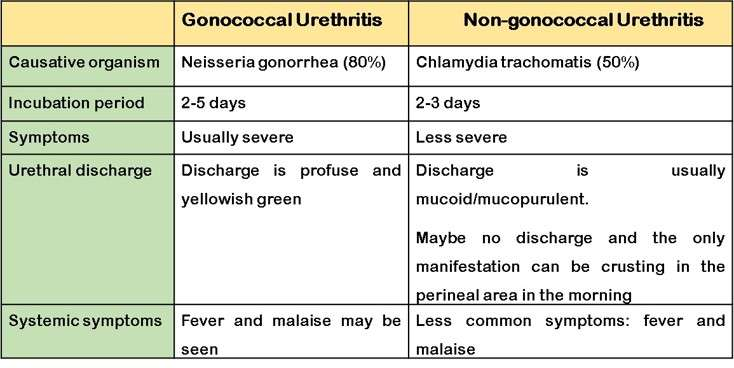 Gonococcal Urethritis Non-gonococcal Urethritis
Causative organism Neisseria gonorrhea (80%) Chlamydia trachomatis (50%)
Incubation period 2-5 days 2-3 days
Symptoms Usually severe Less severe
Urethral discharge Discharge is profuse and Discharge is usually
yellowish green mucoid/mucopurulent.
Maybe no discharge and the only
manifestation can be crusting in the
perineal area in the morning
Systemic symptoms Fever and malaise may be Less common symptoms: fever and
seen malaise